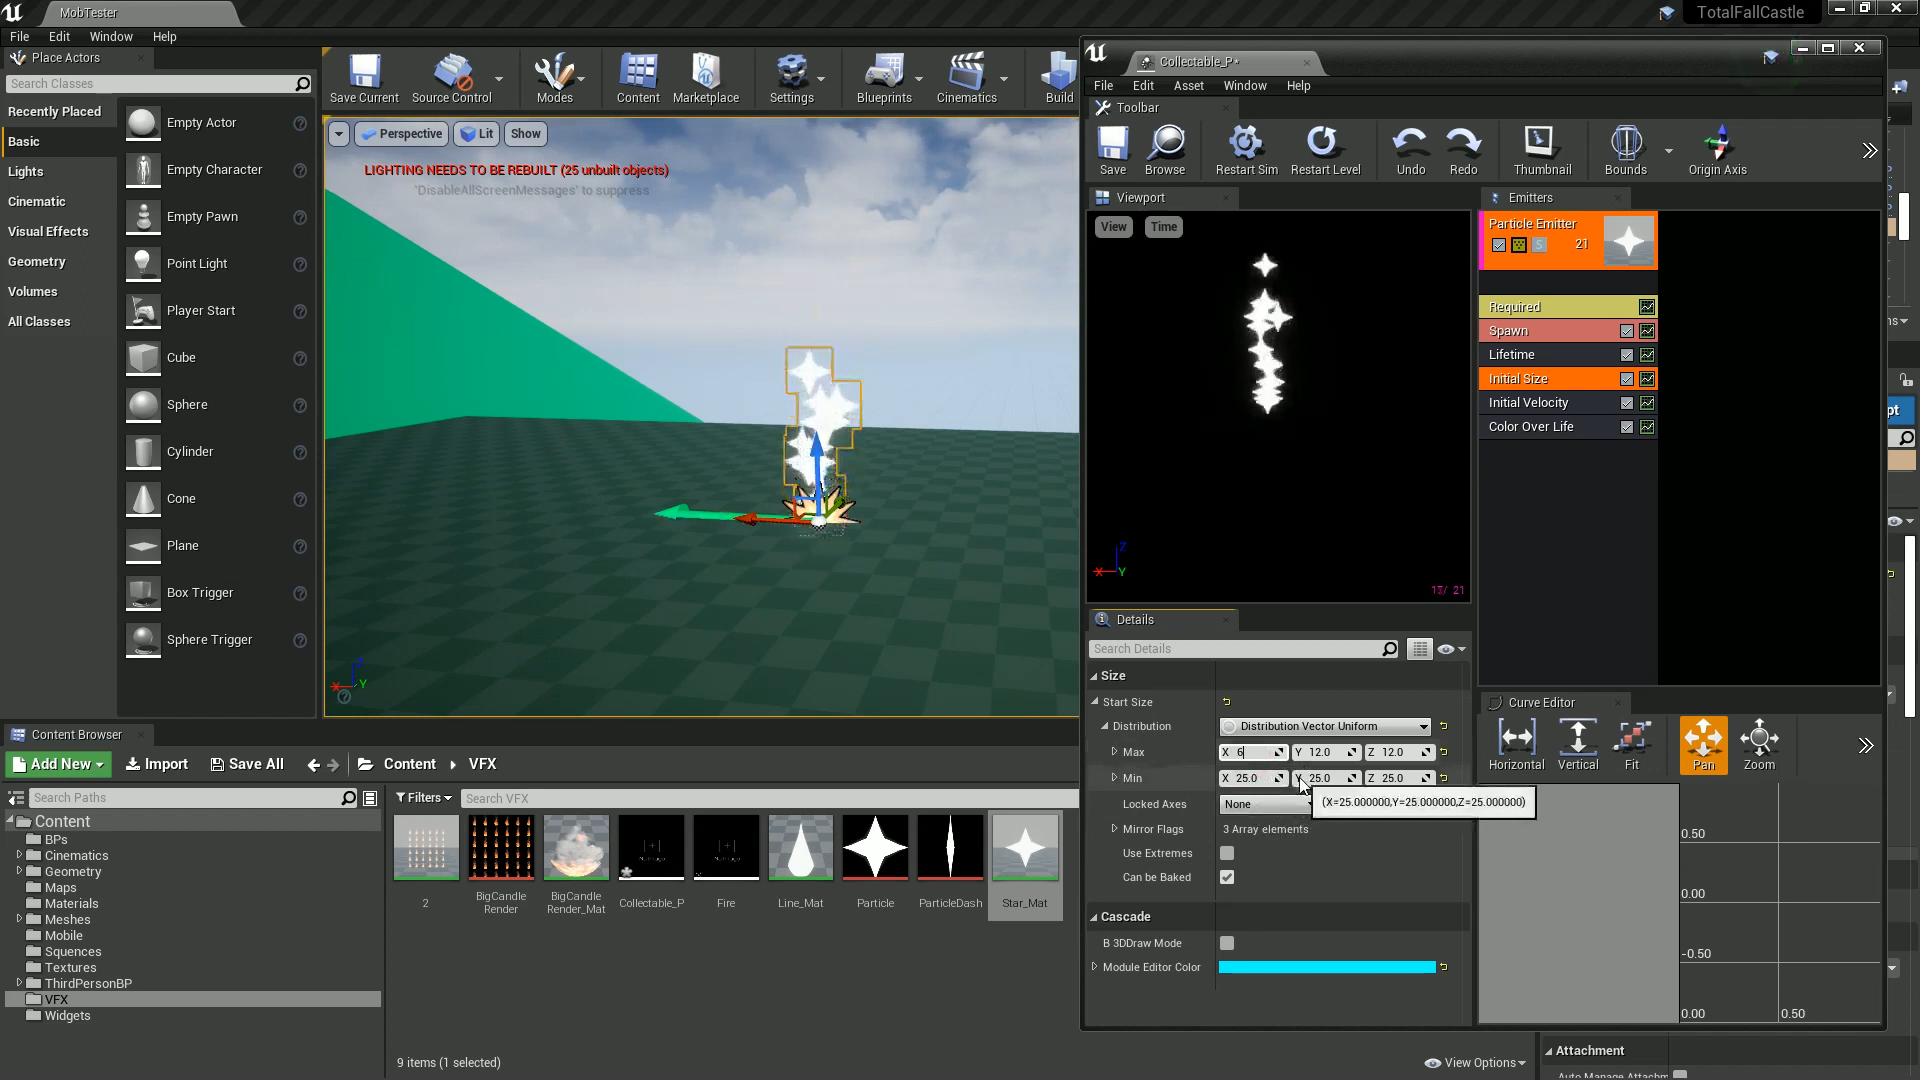 MobTester
TotalFallCastle
File Edit Window Help
Place Actors
Search Classes
Recently Placed
Basic
Lights
Cinematic
Visual Effects
Geometry
Volumes
All Classes
Empty Actor
Empty Character
Empty Pawn
Point Light
Player Start
Cube
Sphere
Cylinder
Cone
Plane
Box Trigger
Sphere Trigger
Save Current Source Control Modes Content Marketplace Settings Blueprints Cinematics Build
Perspective Lit Show
LIGHTING NEEDS TO BE REBUILT (25 unbuilt objects)
'DisableAllScreenMessages' to suppress
X Y Z
Collectable_P*
File Edit Asset Window Help
Toolbar
Save Browse Restart Sim Restart Level Undo Redo Thumbnail Bounds Origin Axis
Viewport
View Time
Z
X Y
/ 21
Emitters
Particle Emitter
S 21
Required
Spawn
Lifetime
Initial Size
Initial Velocity
Color Over Life
Details
Search Details
Size
Start Size
Distribution Distribution Vector Uniform
Max X 6 Y 12.0 Z 12.0
Min X 25.0 Y 25.0 Z 25.0
Locked Axes None
(X=25.000000,Y=25.000000,Z=25.000000)
Mirror Flags 3 Array elements
Use Extremes
Can be Baked
Cascade
B 3DDraw Mode
Module Editor Color
Curve Editor
Horizontal Vertical Fit Pan Zoom
0.50
0.00
-0.50
0.00 0.50
Content Browser
Add New Import Save All Content VFX
Search Paths
Filters Search VFX
Content
BPs
Cinematics
Geometry
Maps
Materials
Meshes
Mobile
Squences
Textures
ThirdPersonBP
VFX
Widgets
2
BigCandle Render
BigCandle Render_Mat
Collectable_P
Fire
Line_Mat
Particle
ParticleDash
Star_Mat
9 items (1 selected)
View Options
Attachment